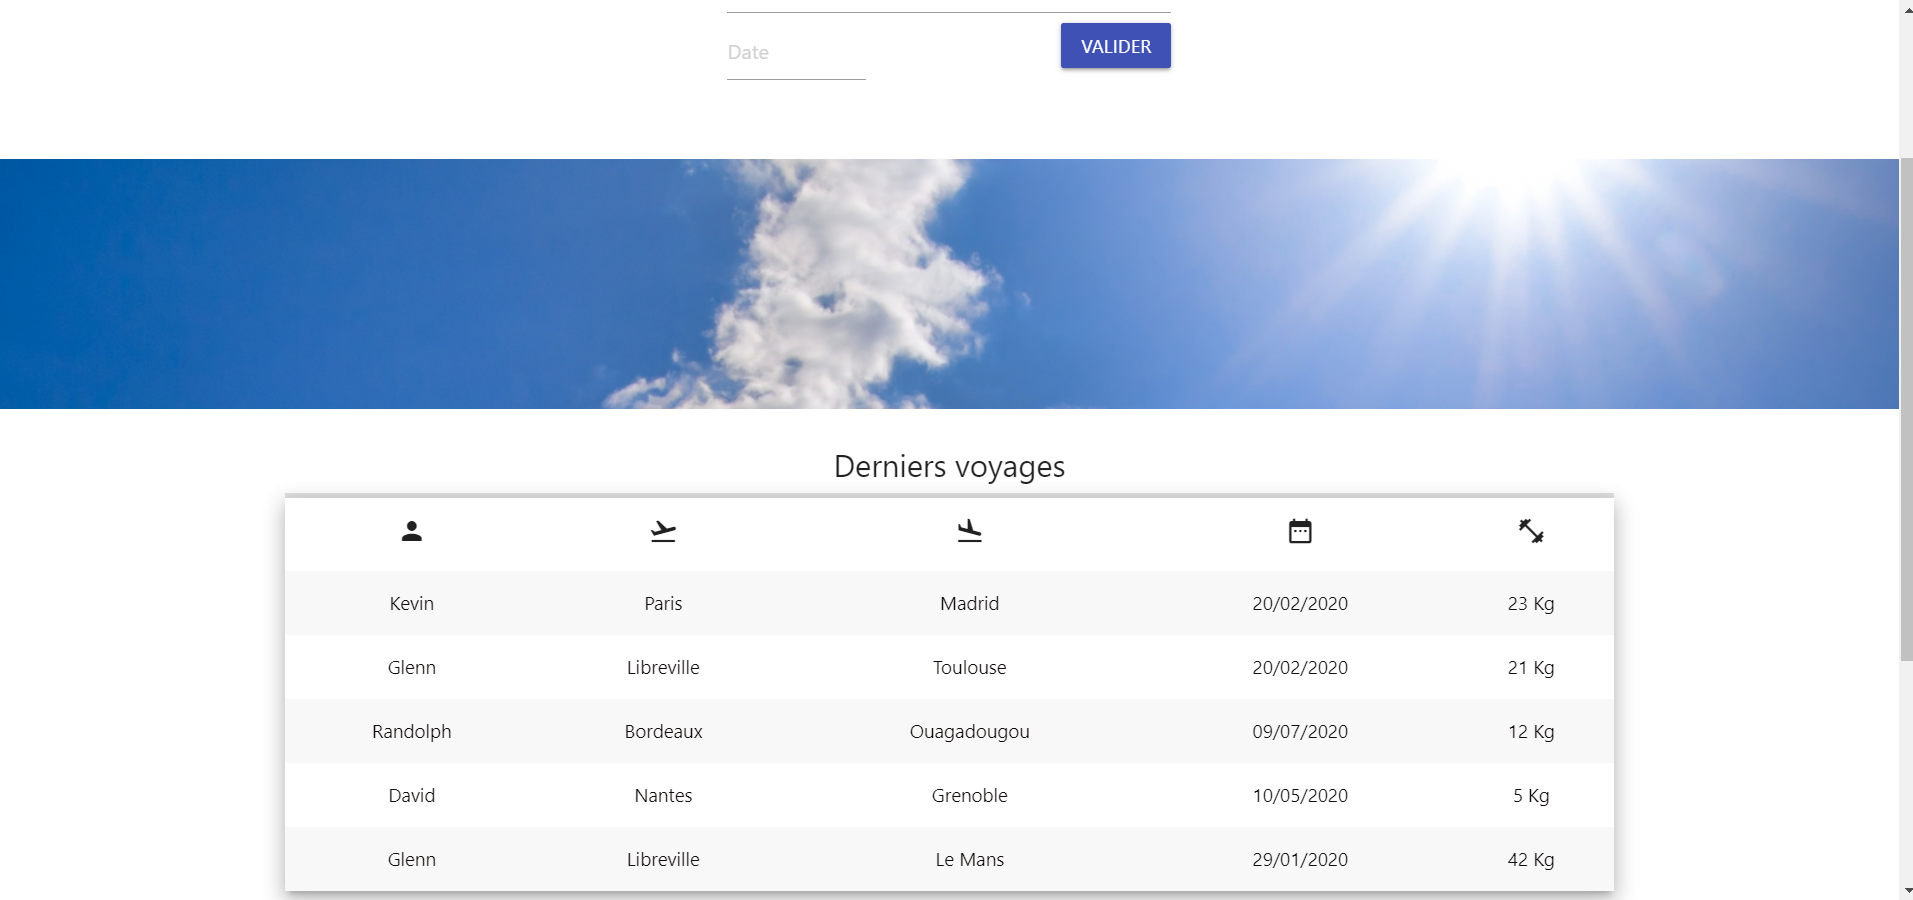 Date
VALIDER
Derniers voyages
Kevin Paris Madrid 20/02/2020 23 Kg
Glenn Libreville Toulouse 20/02/2020 21 Kg
Randolph Bordeaux Ouagadougou 09/07/2020 12 Kg
David Nantes Grenoble 10/05/2020 5 Kg
Glenn Libreville Le Mans 29/01/2020 42 Kg